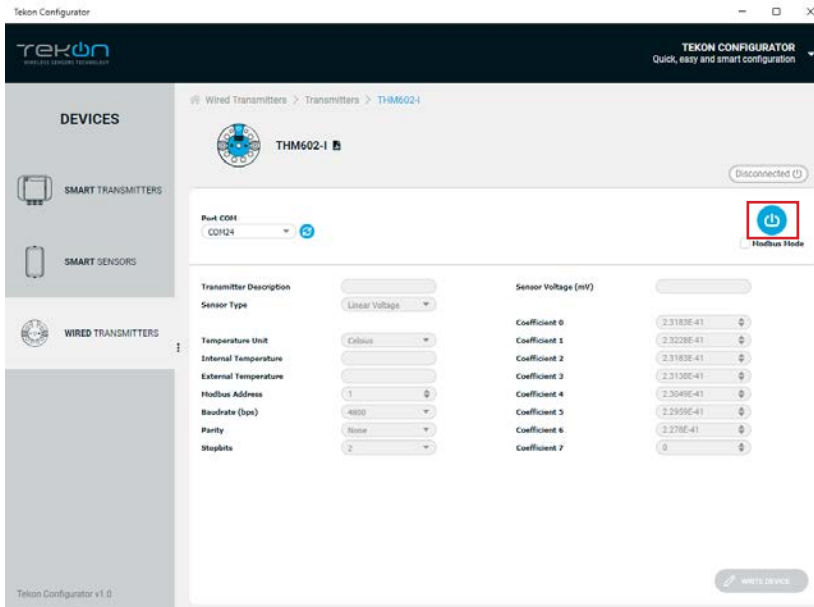 Tekon Configurator
TEKON
WIRELESS SENSORS TECHNOLOGY
TEKON CONFIGURATOR
Quick, easy and smart configuration
DEVICES
SMART TRANSMITTERS
SMART SENSORS
WIRED TRANSMITTERS
Tekon Configurator v1.0
Wired Transmitters > Transmitters > THM602-I
THM602-I
Disconnected
Port COM
COM24
Modbus Mode
Transmitter Description
Sensor Type Linear Voltage
Temperature Unit Celsius
Internal Temperature
External Temperature
Modbus Address 1
Baudrate (bps) 4800
Parity None
Stopbits 2
Sensor Voltage (mV)
Coefficient 0 2.3183E-41
Coefficient 1 2.3228E-41
Coefficient 2 2.3183E-41
Coefficient 3 2.3138E-41
Coefficient 4 2.3049E-41
Coefficient 5 2.2959E-41
Coefficient 6 2.278E-41
Coefficient 7 0
WRITE DEVICE